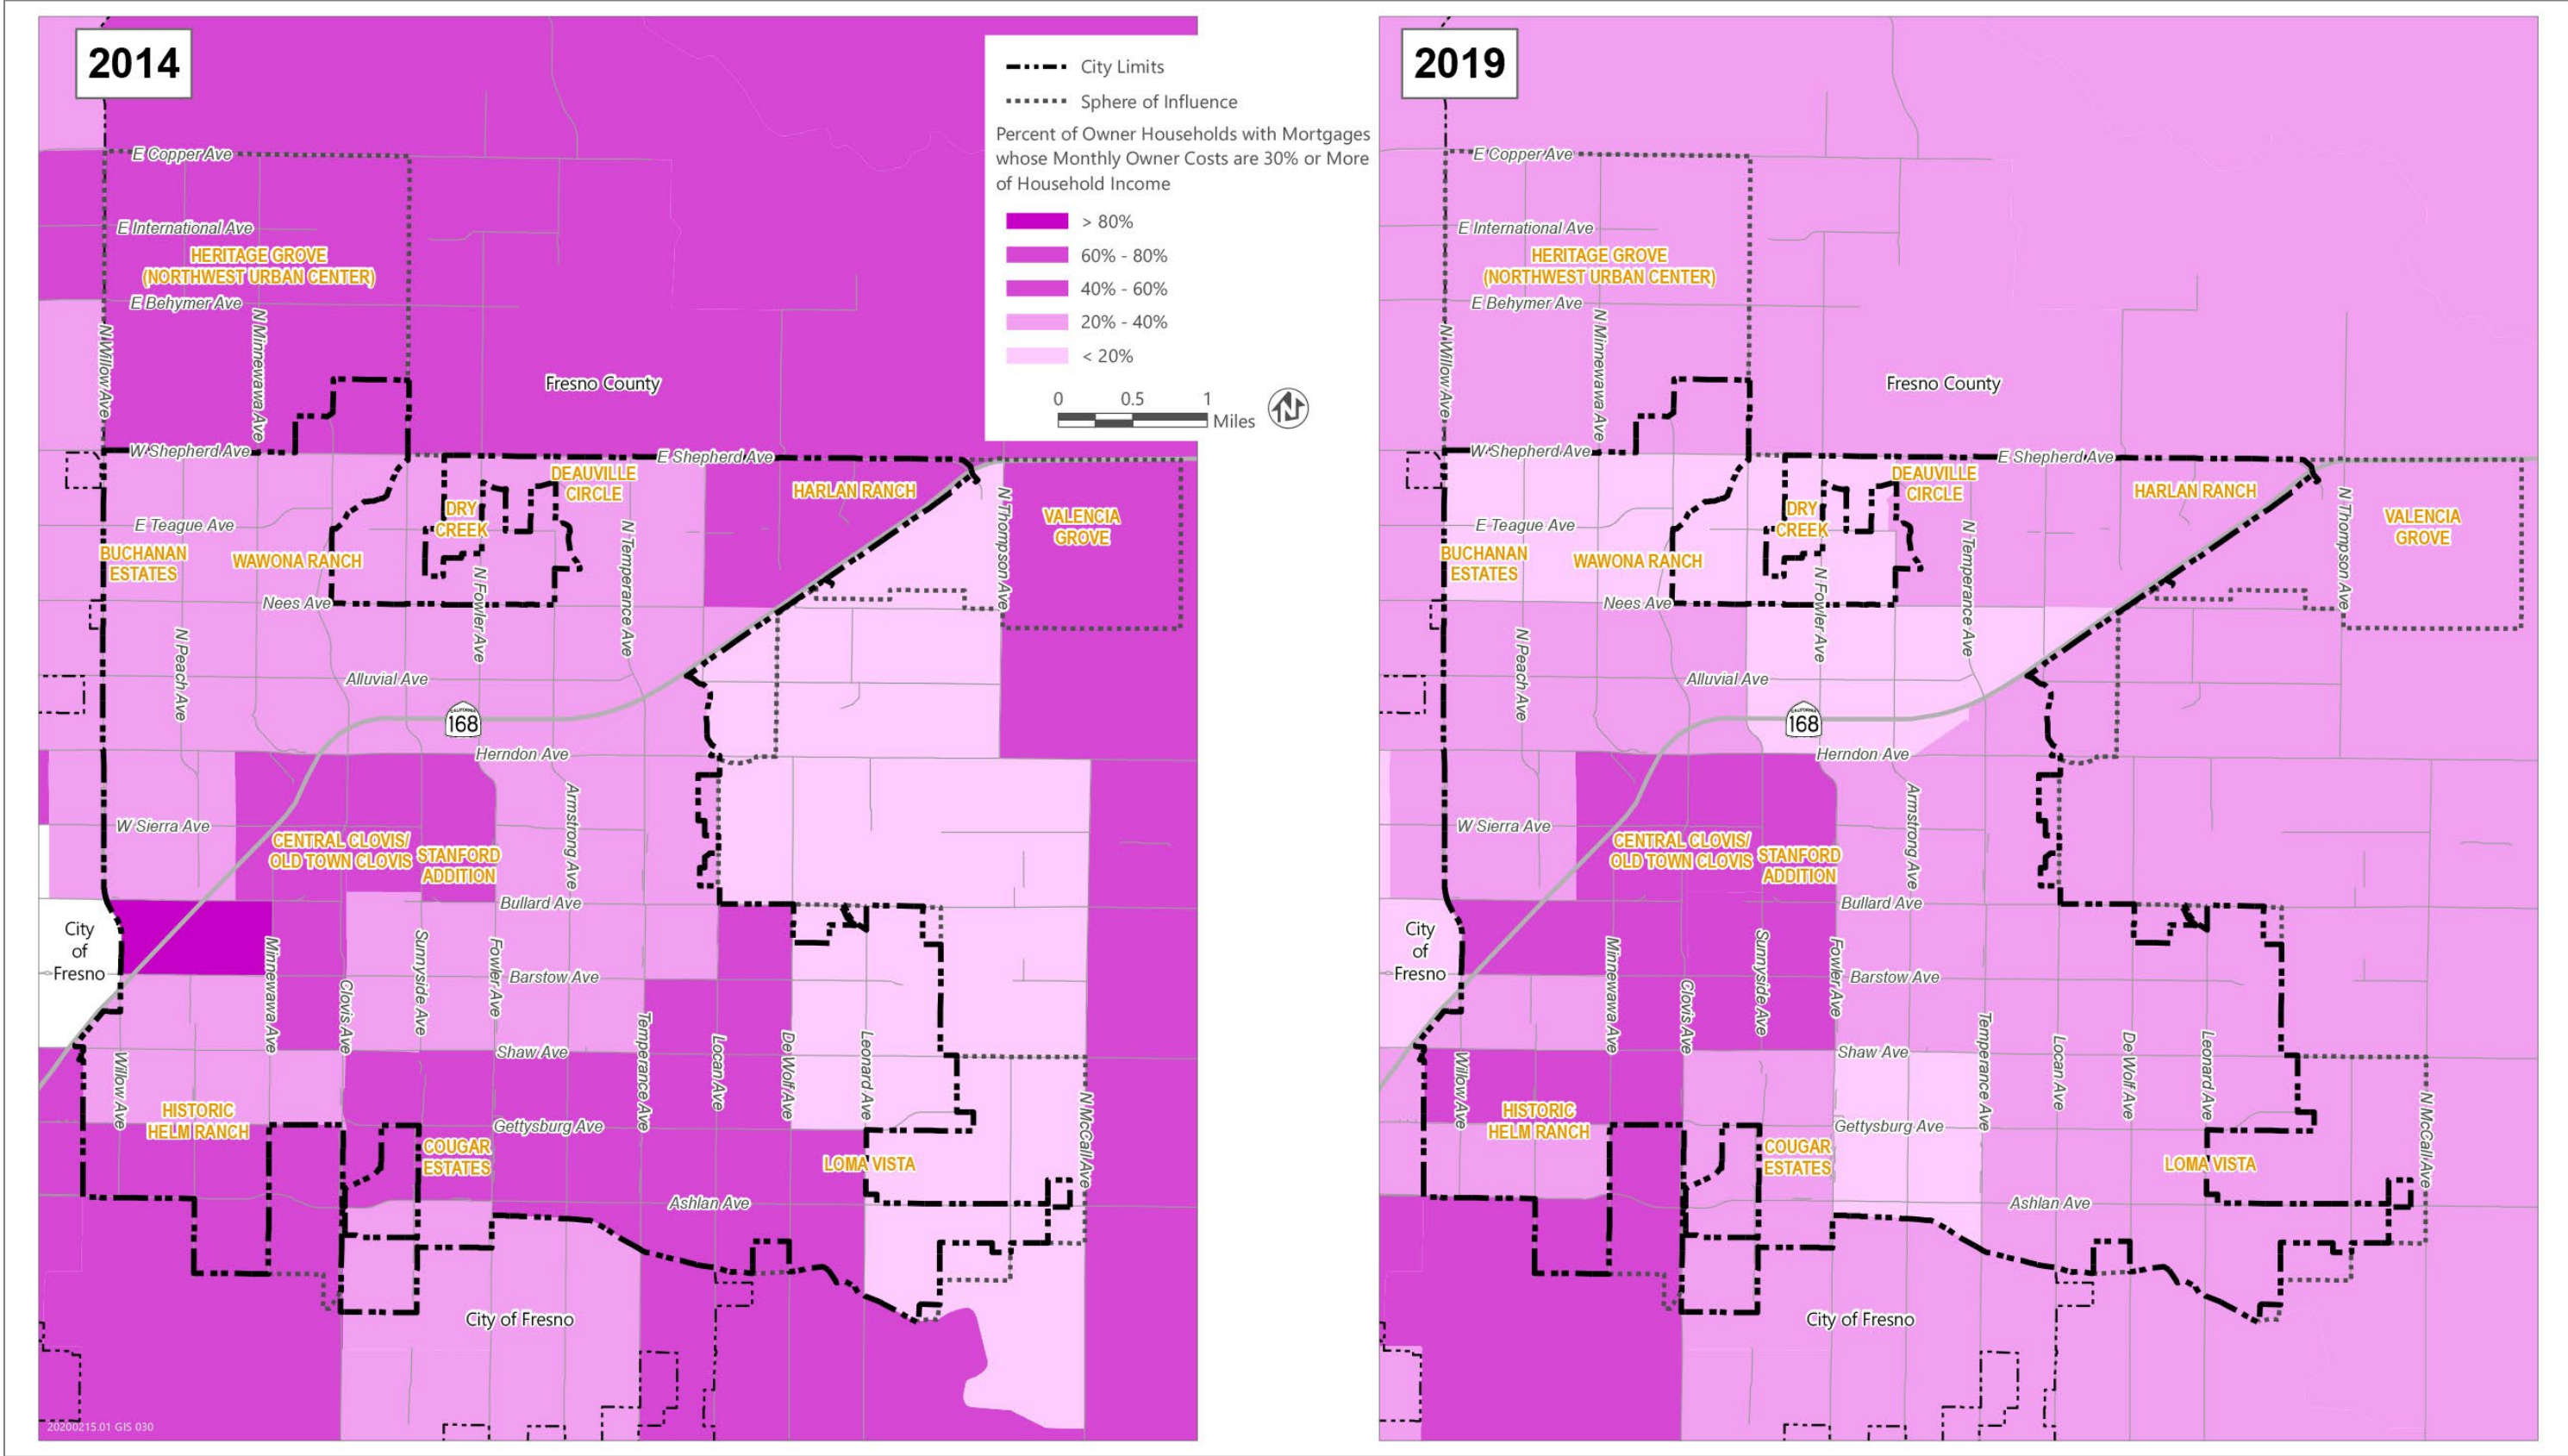 2014
City Limits
Sphere of Influence
Percent of Owner Households with Mortgages
whose Monthly Owner Costs are 30% or More
of Household Income
> 80%
60% - 80%
40% - 60%
20% - 40%
< 20%
0 0.5 1
Miles
N
E Copper Ave
E International Ave
HERITAGE GROVE
(NORTHWEST URBAN CENTER)
E Behymer Ave
N Willow Ave
N Minnewawa Ave
Fresno County
W Shepherd Ave
E Shepherd Ave
DEAUVILLE
CIRCLE
HARLAN RANCH
N Thompson Ave
VALENCIA
GROVE
DRY
CREEK
E Teague Ave
BUCHANAN
ESTATES
WAWONA RANCH
N Temperance Ave
Nees Ave
N Fowler Ave
N Peach Ave
Alluvial Ave
CALIFORNIA
168
Herndon Ave
Armstrong Ave
W Sierra Ave
CENTRAL CLOVIS/
OLD TOWN CLOVIS
STANFORD
ADDITION
Bullard Ave
City
of
Fresno
Minnewawa Ave
Clovis Ave
Sunnyside Ave
Fowler Ave
Barstow Ave
Shaw Ave
Temperance Ave
Locan Ave
De Wolf Ave
Leonard Ave
N McCall Ave
Willow Ave
HISTORIC
HELM RANCH
Gettysburg Ave
COUGAR
ESTATES
LOMA VISTA
Ashlan Ave
City of Fresno
20200215.01 GIS 030
2019
E Copper Ave
E International Ave
HERITAGE GROVE
(NORTHWEST URBAN CENTER)
E Behymer Ave
N Willow Ave
N Minnewawa Ave
Fresno County
W Shepherd Ave
E Shepherd Ave
DEAUVILLE
CIRCLE
HARLAN RANCH
N Thompson Ave
VALENCIA
GROVE
DRY
CREEK
E Teague Ave
BUCHANAN
ESTATES
WAWONA RANCH
N Temperance Ave
Nees Ave
N Fowler Ave
N Peach Ave
Alluvial Ave
CALIFORNIA
168
Herndon Ave
Armstrong Ave
W Sierra Ave
CENTRAL CLOVIS/
OLD TOWN CLOVIS
STANFORD
ADDITION
Bullard Ave
City
of
Fresno
Minnewawa Ave
Clovis Ave
Sunnyside Ave
Fowler Ave
Barstow Ave
Shaw Ave
Temperance Ave
Locan Ave
De Wolf Ave
Leonard Ave
N McCall Ave
Willow Ave
HISTORIC
HELM RANCH
Gettysburg Ave
COUGAR
ESTATES
LOMA VISTA
Ashlan Ave
City of Fresno